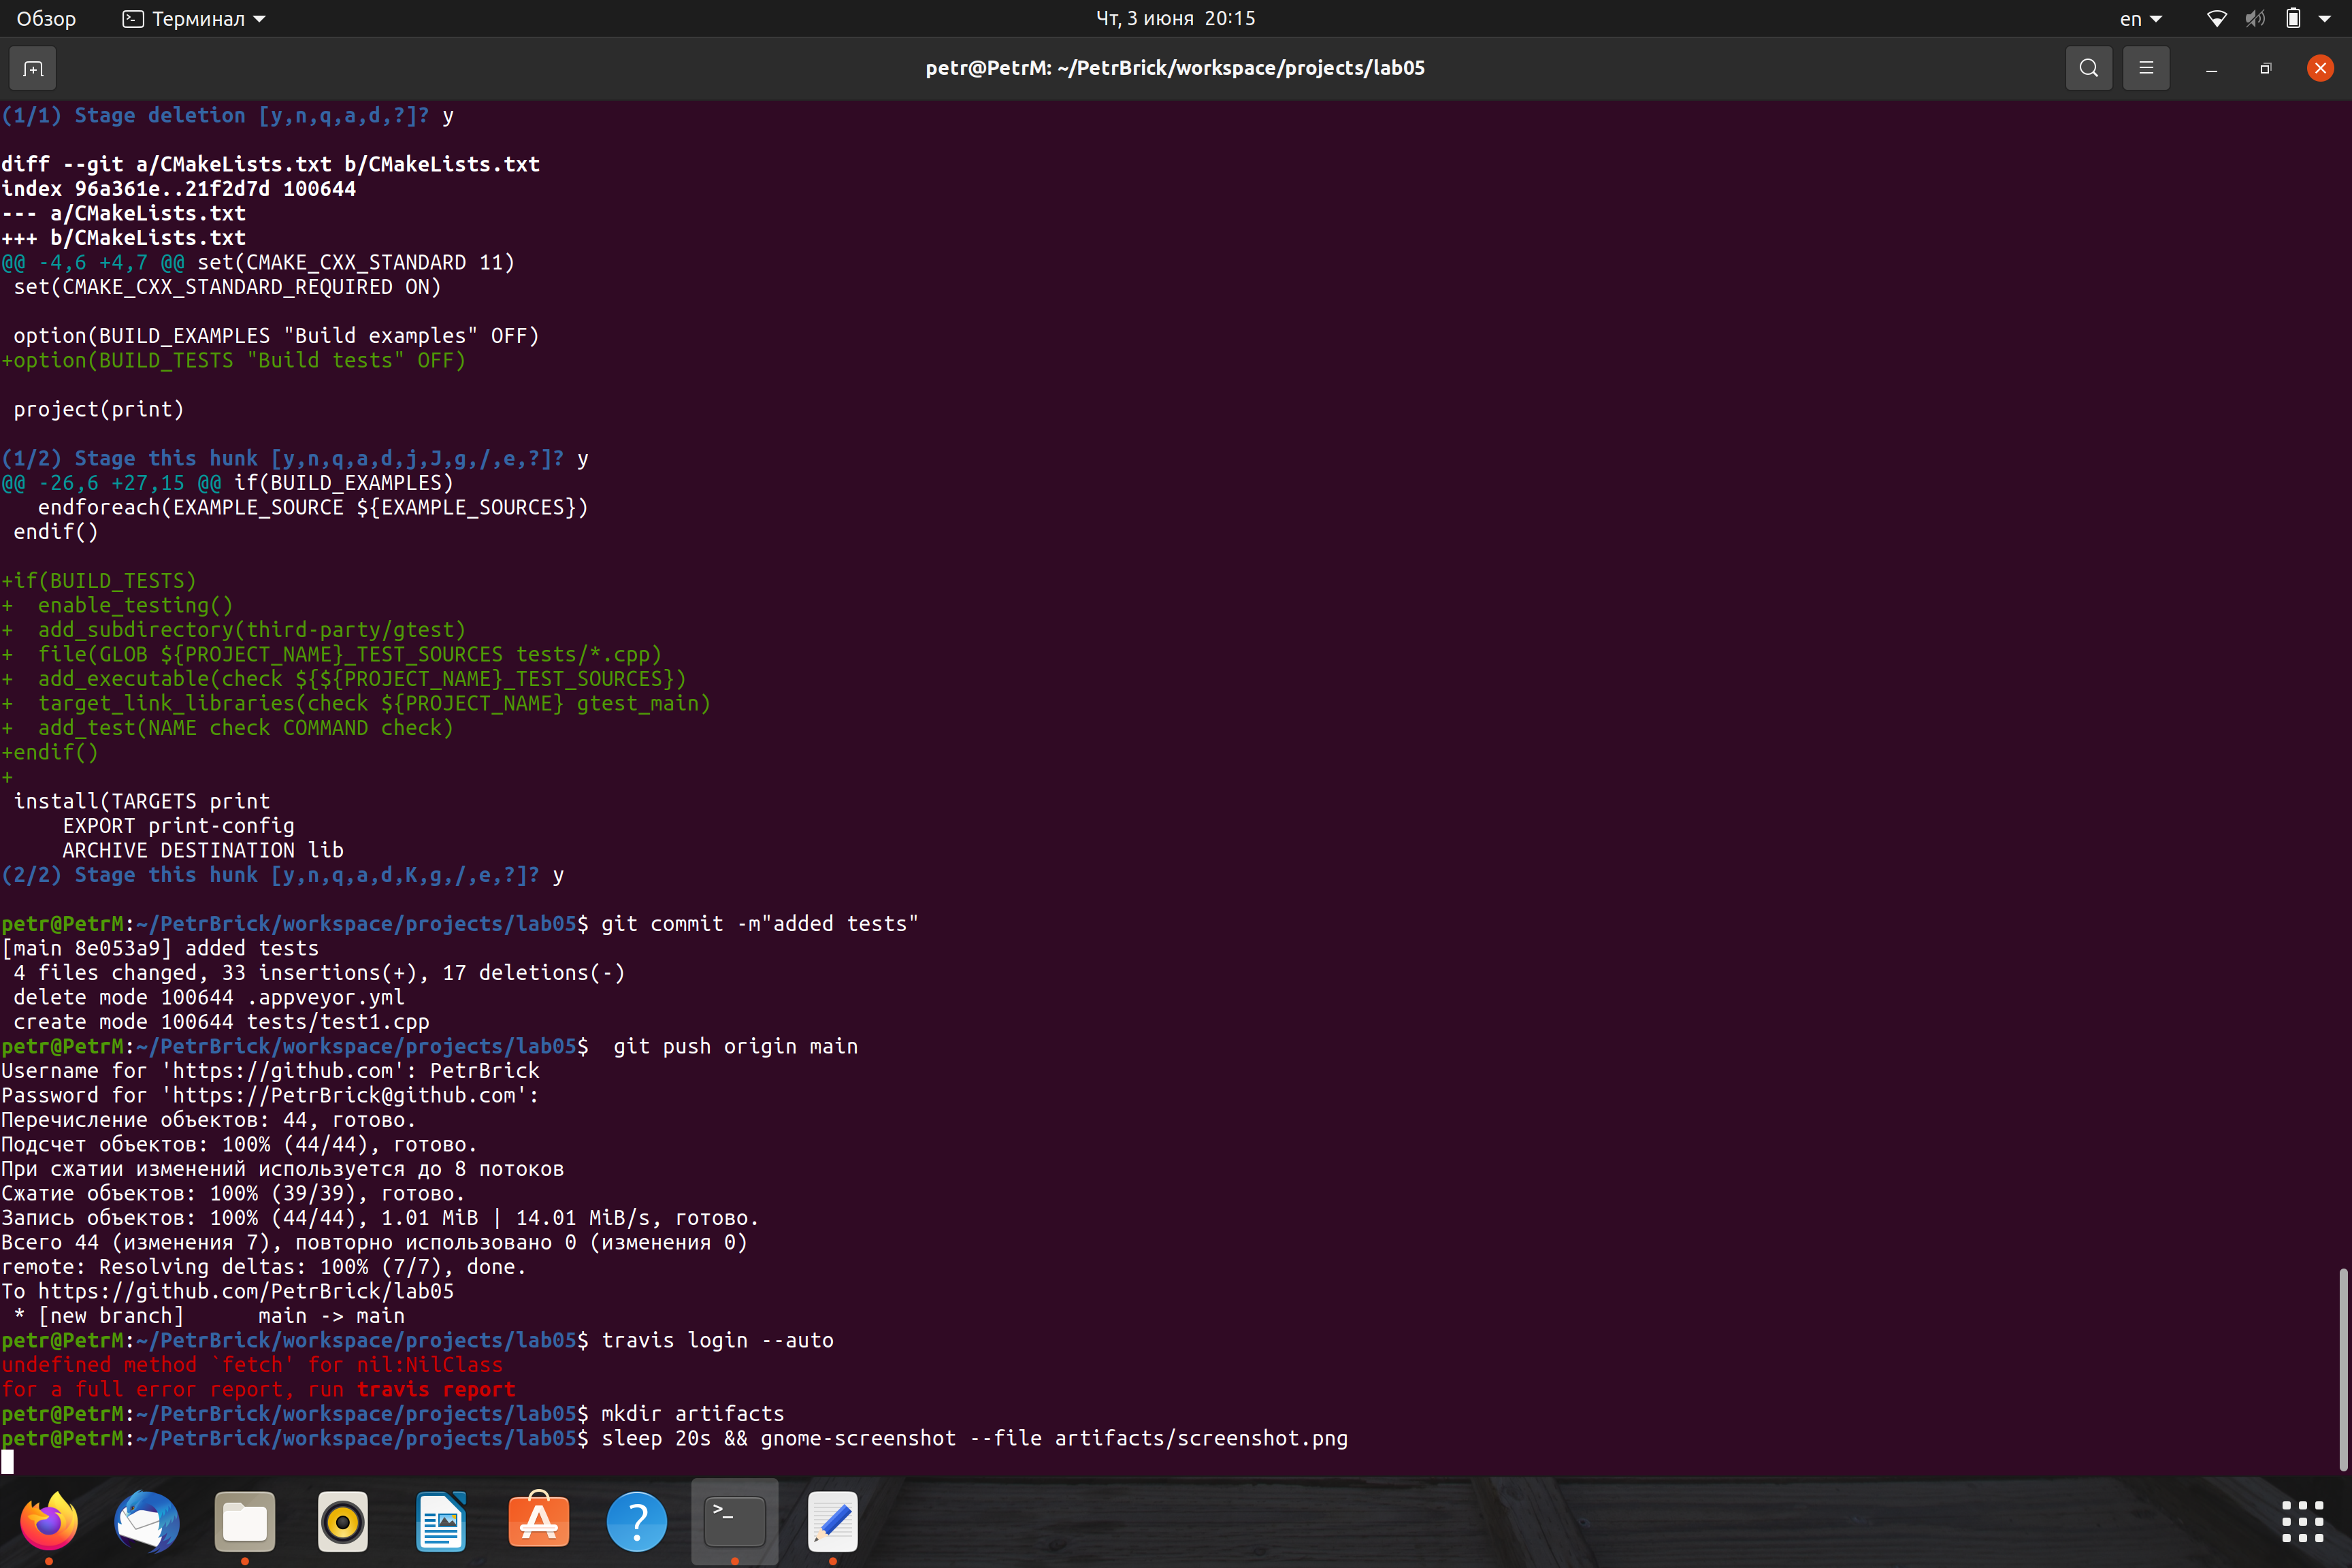 Обзор
Терминал
Чт, 3 июня 20:15
en
petr@PetrM: ~/PetrBrick/workspace/projects/lab05
(1/1) Stage deletion [y,n,q,a,d,?]? y
diff --git a/CMakeLists.txt b/CMakeLists.txt
index 96a361e..21f2d7d 100644
--- a/CMakeLists.txt
+++ b/CMakeLists.txt
@@ -4,6 +4,7 @@ set(CMAKE_CXX_STANDARD 11)
 set(CMAKE_CXX_STANDARD_REQUIRED ON)
 option(BUILD_EXAMPLES "Build examples" OFF)
+option(BUILD_TESTS "Build tests" OFF)
 project(print)
(1/2) Stage this hunk [y,n,q,a,d,j,J,g,/,e,?]? y
@@ -26,6 +27,15 @@ if(BUILD_EXAMPLES)
   endforeach(EXAMPLE_SOURCE ${EXAMPLE_SOURCES})
 endif()
+if(BUILD_TESTS)
+  enable_testing()
+  add_subdirectory(third-party/gtest)
+  file(GLOB ${PROJECT_NAME}_TEST_SOURCES tests/*.cpp)
+  add_executable(check ${${PROJECT_NAME}_TEST_SOURCES})
+  target_link_libraries(check ${PROJECT_NAME} gtest_main)
+  add_test(NAME check COMMAND check)
+endif()
+
 install(TARGETS print
     EXPORT print-config
     ARCHIVE DESTINATION lib
(2/2) Stage this hunk [y,n,q,a,d,K,g,/,e,?]? y
petr@PetrM:~/PetrBrick/workspace/projects/lab05$ git commit -m"added tests"
[main 8e053a9] added tests
 4 files changed, 33 insertions(+), 17 deletions(-)
 delete mode 100644 .appveyor.yml
 create mode 100644 tests/test1.cpp
petr@PetrM:~/PetrBrick/workspace/projects/lab05$  git push origin main
Username for 'https://github.com': PetrBrick
Password for 'https://PetrBrick@github.com':
Перечисление объектов: 44, готово.
Подсчет объектов: 100% (44/44), готово.
При сжатии изменений используется до 8 потоков
Сжатие объектов: 100% (39/39), готово.
Запись объектов: 100% (44/44), 1.01 MiB | 14.01 MiB/s, готово.
Всего 44 (изменения 7), повторно использовано 0 (изменения 0)
remote: Resolving deltas: 100% (7/7), done.
To https://github.com/PetrBrick/lab05
 * [new branch]      main -> main
petr@PetrM:~/PetrBrick/workspace/projects/lab05$ travis login --auto
undefined method `fetch' for nil:NilClass
for a full error report, run travis report
petr@PetrM:~/PetrBrick/workspace/projects/lab05$ mkdir artifacts
petr@PetrM:~/PetrBrick/workspace/projects/lab05$ sleep 20s && gnome-screenshot --file artifacts/screenshot.png